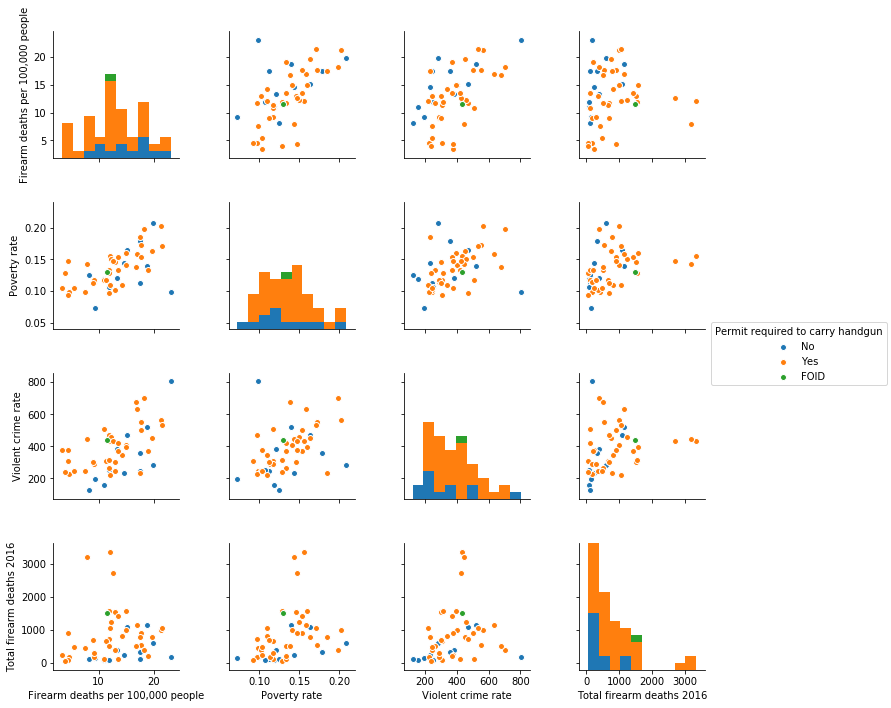 Firearm deaths per 100,000 people
20
15
10
5
Poverty rate
0.20
0.15
0.10
0.05
Permit required to carry handgun
No
Yes
FOID
Violent crime rate
800
600
400
200
Total firearm deaths 2016
3000
2000
1000
0
10 20
0.10 0.15 0.20
200 400 600 800
0 1000 2000 3000
Firearm deaths per 100,000 people
Poverty rate
Violent crime rate
Total firearm deaths 2016